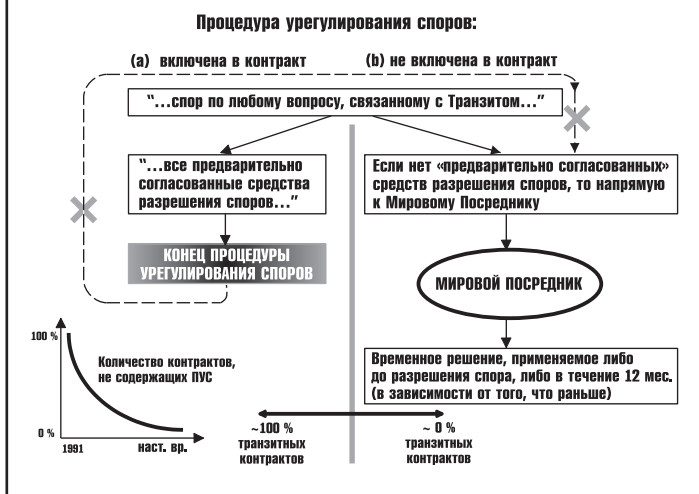 Процедура урегулирования споров:
(a) включена в контракт
(b) не включена в контракт
“...спор по любому вопросу, связанному с Транзитом...”
“...все предварительно
согласованные средства
разрешения споров...”
Если нет «предварительно согласованных»
средств разрешения споров, то напрямую
к Мировому Посреднику
КОНЕЦ ПРОЦЕДУРЫ
УРЕГУЛИРОВАНИЯ СПОРОВ
МИРОВОЙ ПОСРЕДНИК
100 %
Количество контрактов,
не содержащих ПУС
0 %
1991
наст. вр.
Временное решение, применяемое либо
до разрешения спора, либо в течение 12 мес.
(в зависимости от того, что раньше)
~100 %
транзитных
контрактов
~ 0 %
транзитных
контрактов